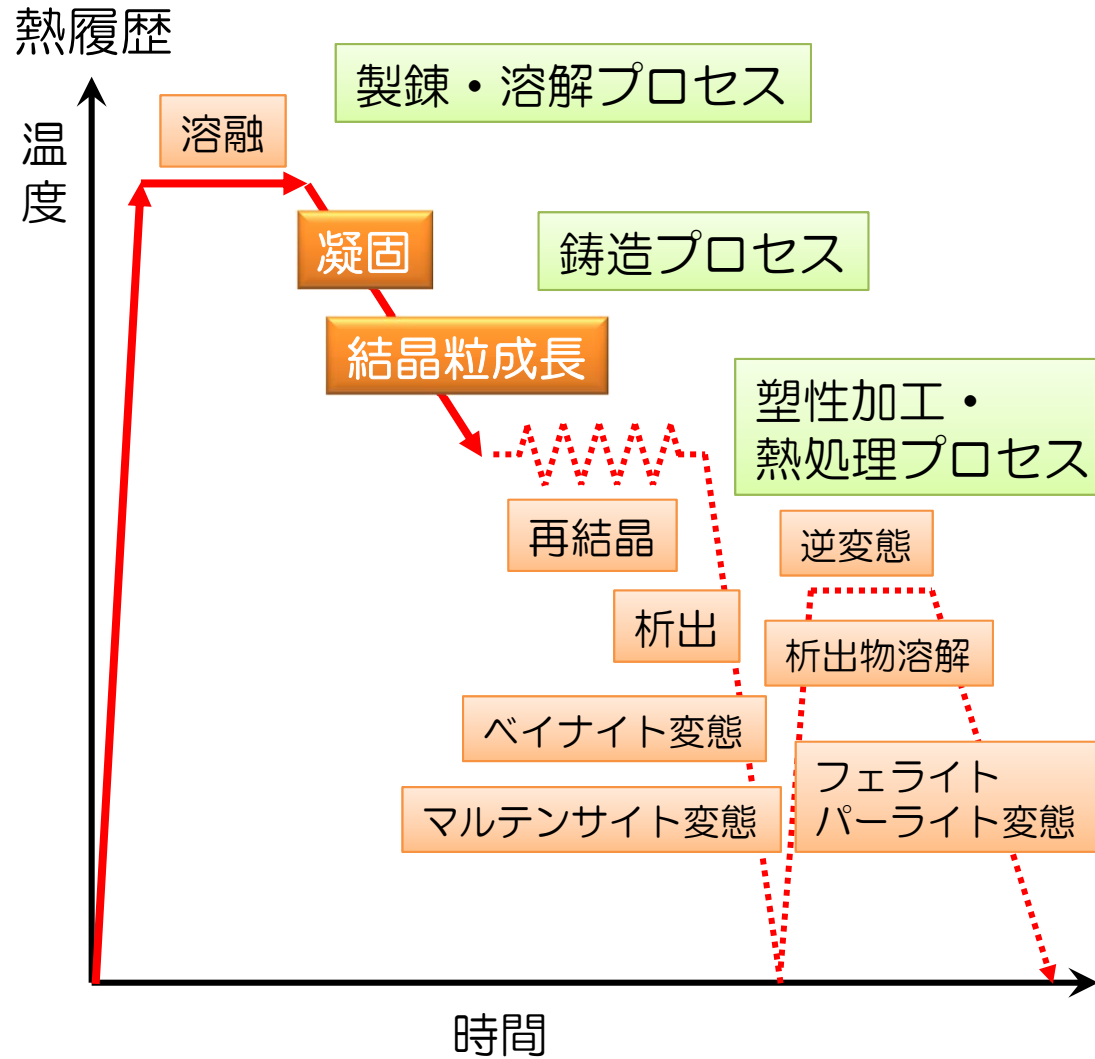 熱履歴
製錬・溶解プロセス
温
度
溶融
凝固
鋳造プロセス
結晶粒成長
塑性加工・
熱処理プロセス
再結晶
逆変態
析出
析出物溶解
ベイナイト変態
フェライト
パーライト変態
マルテンサイト変態
時間